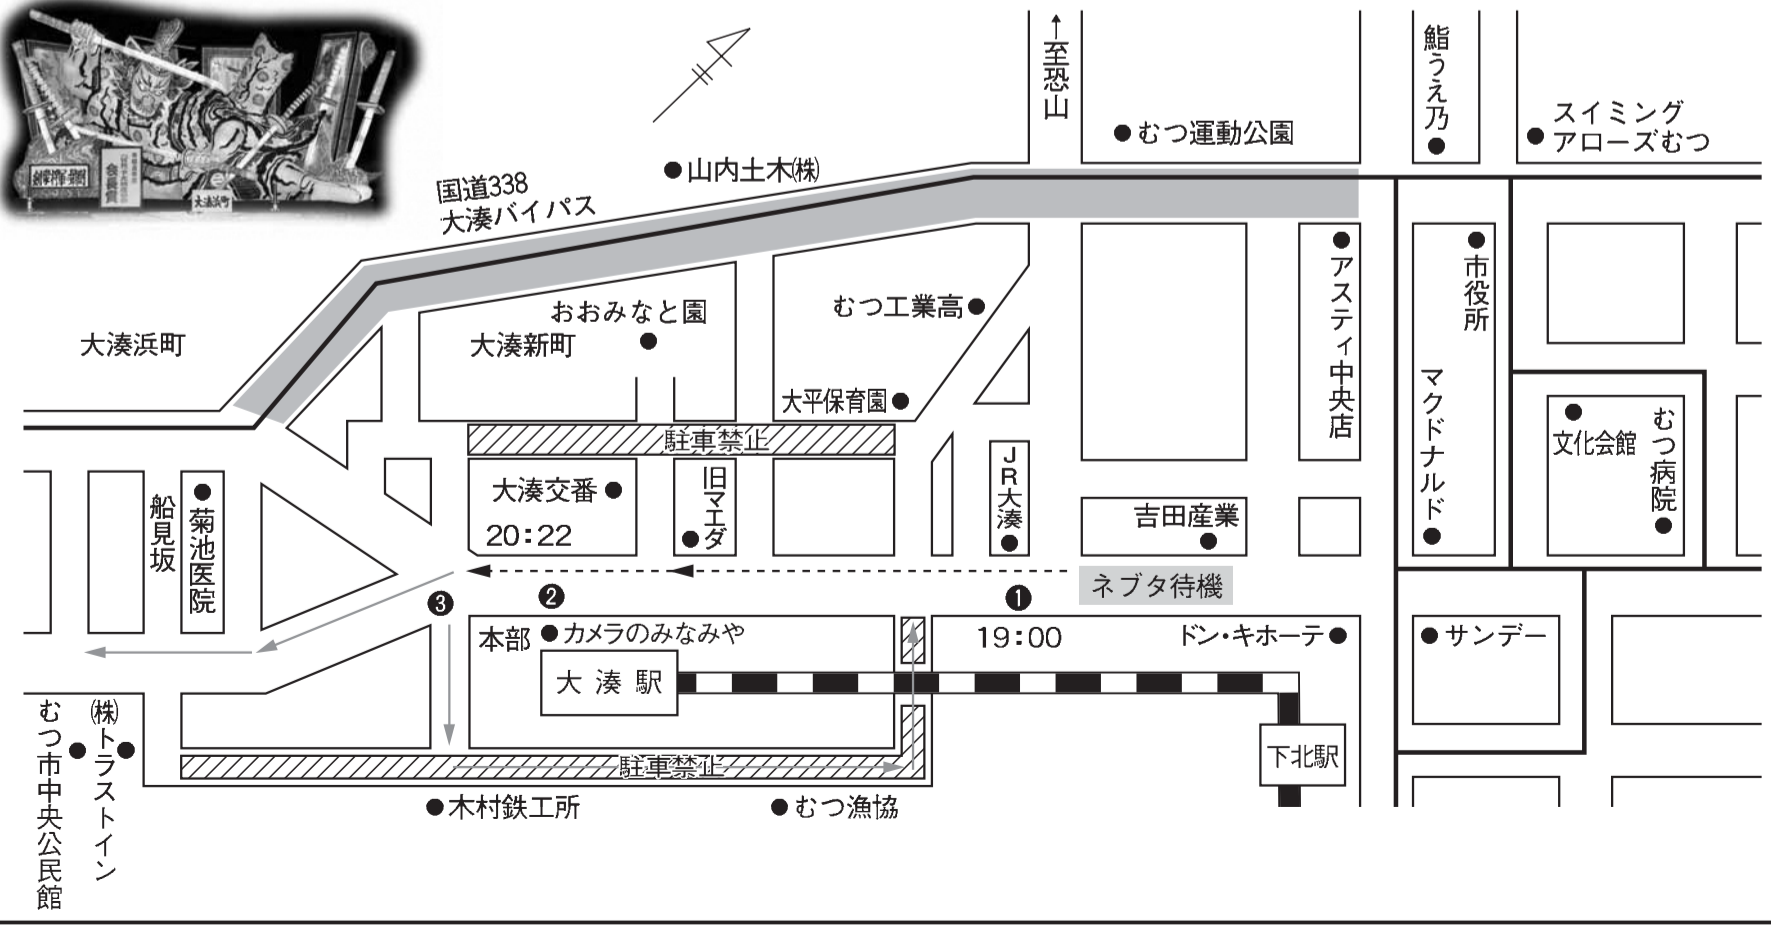 ↑至恐山
鮨うえ乃
スイミング
アローズむつ
むつ運動公園
山内土木㈱
国道338
大湊バイパス
大湊浜町
大湊新町
おおみなと園
むつ工業高
大平保育園
アスティ中央店
市役所
マクドナルド
文化会館
むつ病院
駐車禁止
大湊交番
20:22
旧マエダ
JR大湊
吉田産業
船見坂
菊池医院
ネブタ待機
❶
❷
❸
本部
カメラのみなみや
19:00
ドン・キホーテ
サンデー
大湊駅
下北駅
駐車禁止
㈱トラストイン
むつ市中央公民館
木村鉄工所
むつ漁協
大湊浜町